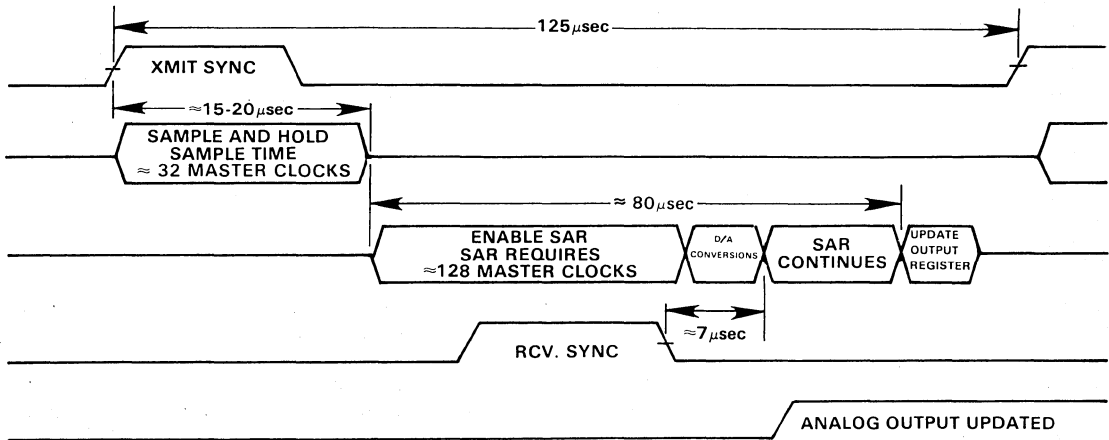 125μsec
XMIT SYNC
≈15-20μsec
SAMPLE AND HOLD
SAMPLE TIME
≈ 32 MASTER CLOCKS
≈ 80μsec
ENABLE SAR
SAR REQUIRES
≈128 MASTER CLOCKS
D/A
CONVERSIONS
SAR
CONTINUES
UPDATE
OUTPUT
REGISTER
≈7μsec
RCV. SYNC
ANALOG OUTPUT UPDATED